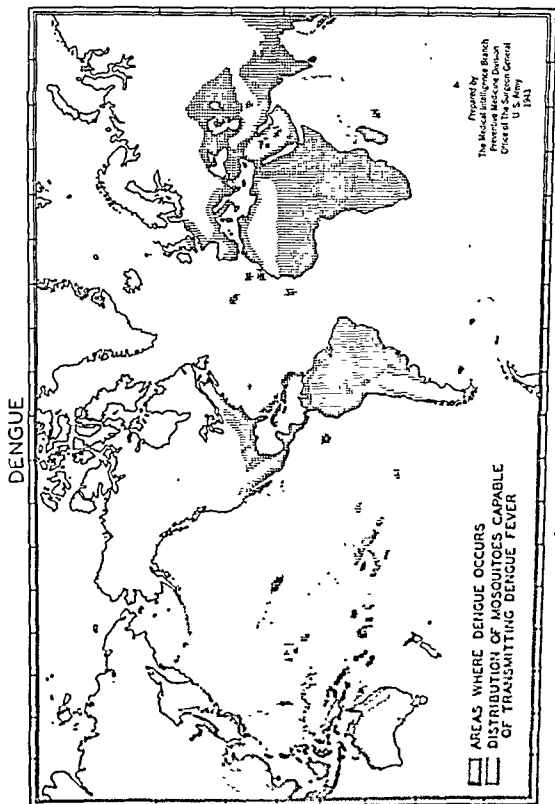 DENGUE
Prepared by
The Medical Intelligence Branch
Preventive Medicine Division
Office of The Surgeon General
U. S. Army
1943
AREAS WHERE DENGUE OCCURS
DISTRIBUTION OF MOSQUITOES CAPABLE
OF TRANSMITTING DENGUE FEVER